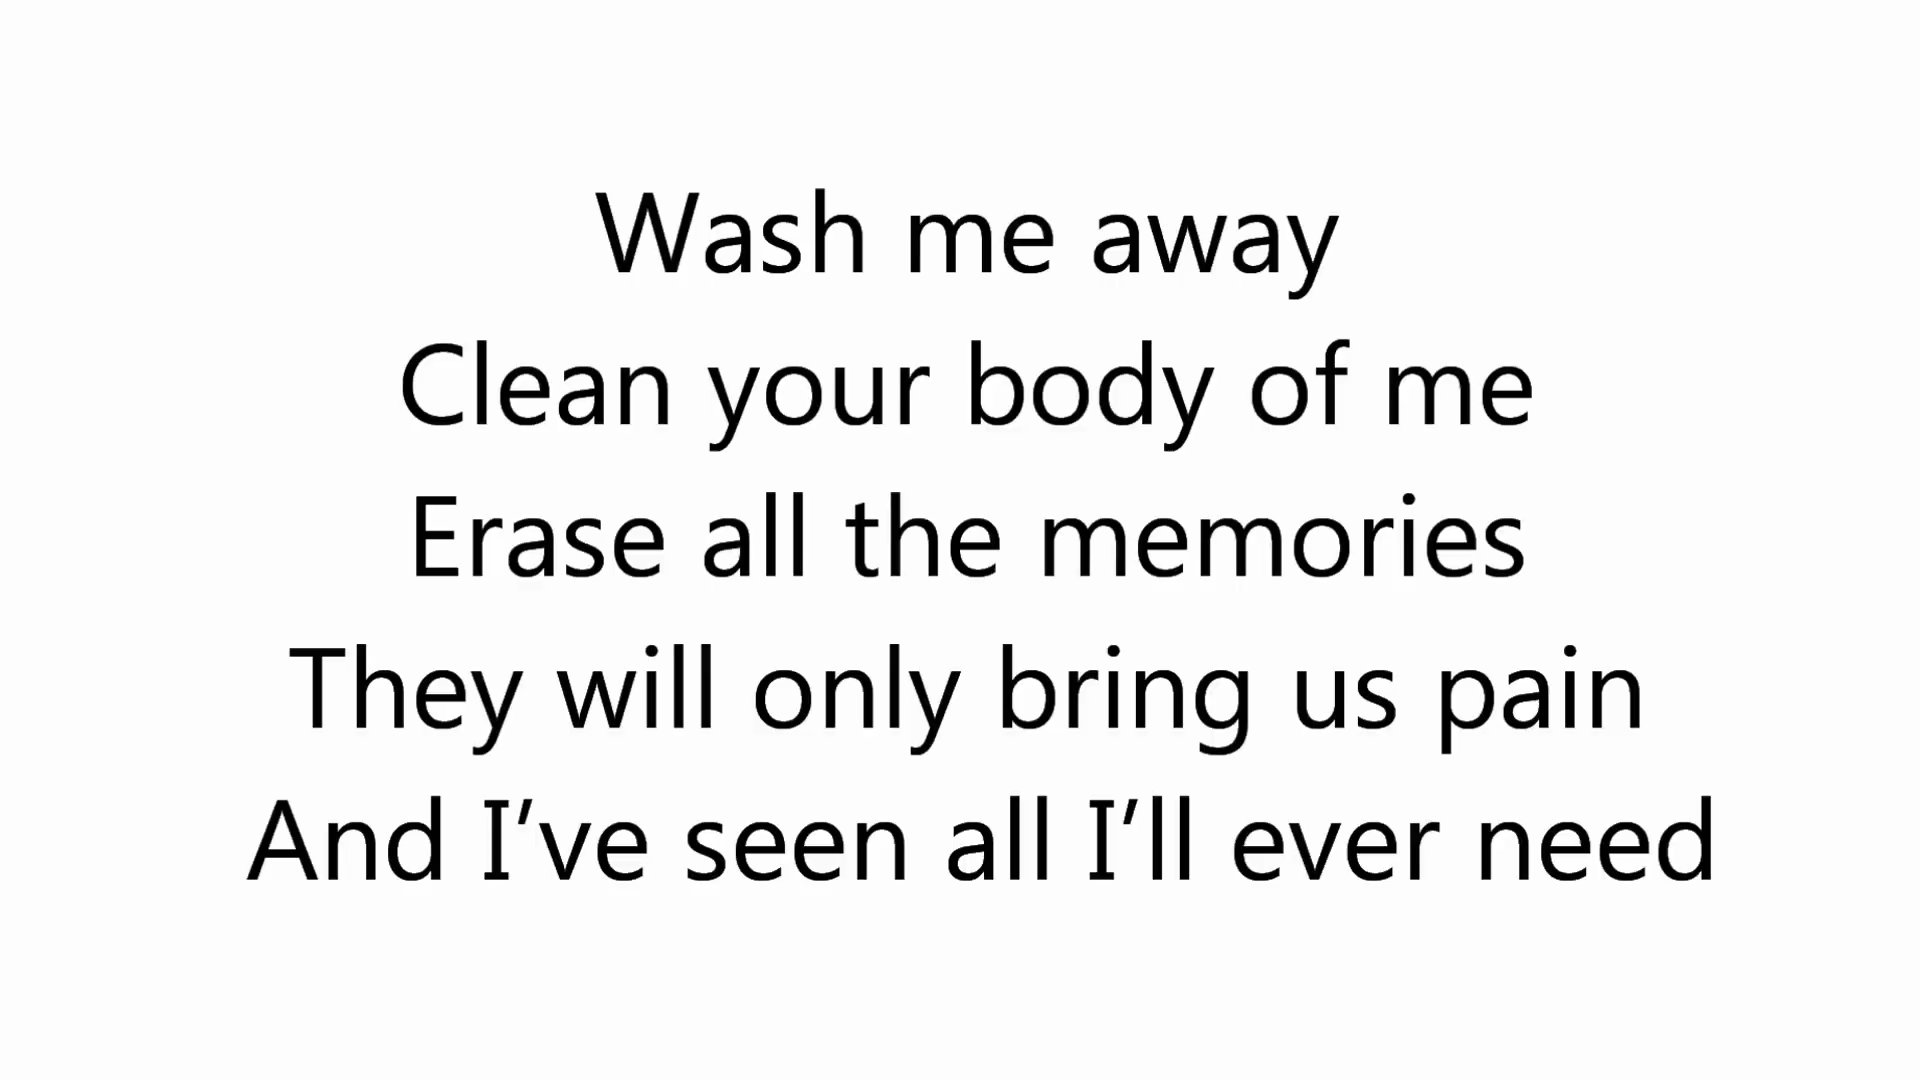 Wash me away
Clean your body of me
Erase all the memories
They will only bring us pain
And I’ve seen all I’ll ever need